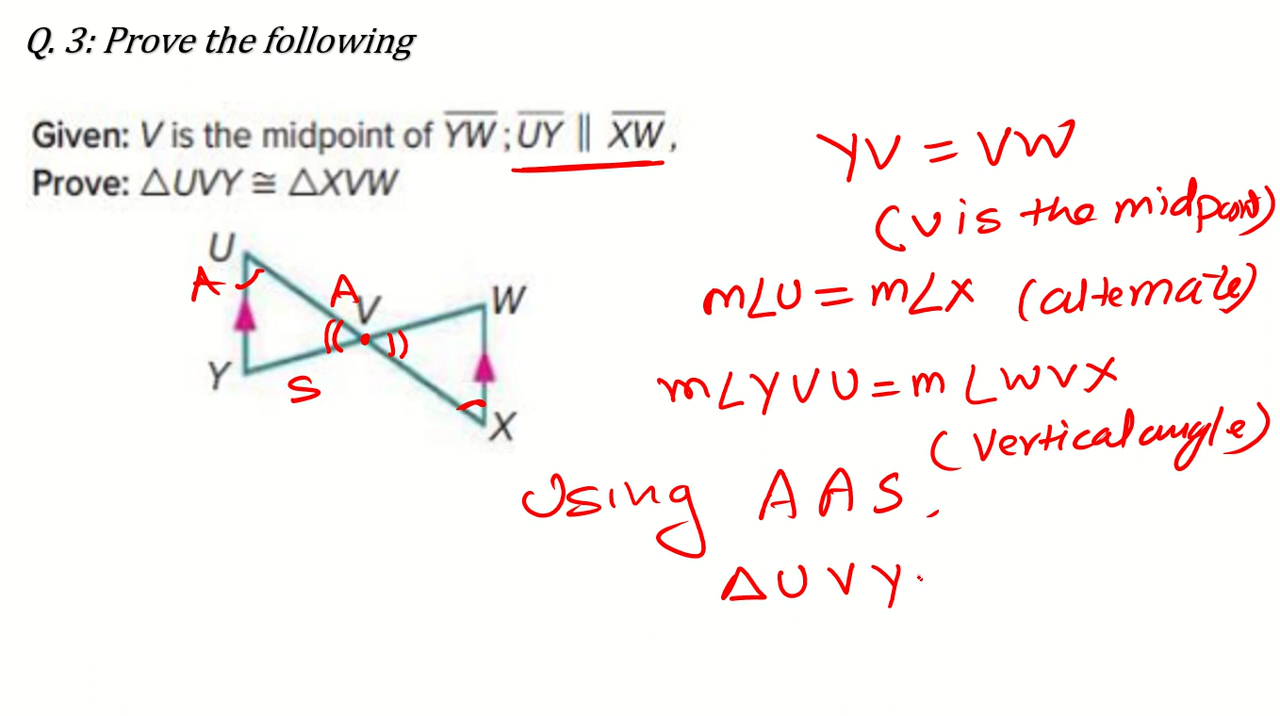 Q. 3: Prove the following
Given: V is the midpoint of YW ; UY ∥ XW,
Prove: △UVY ≅ △XVW
U
A
A
V
W
Y
S
X
YV = VW
(V is the midpoint)
m∠U = m∠X (alternate)
m∠YVU = m∠WVX
(Vertical angle)
Using AAS,
△UVY